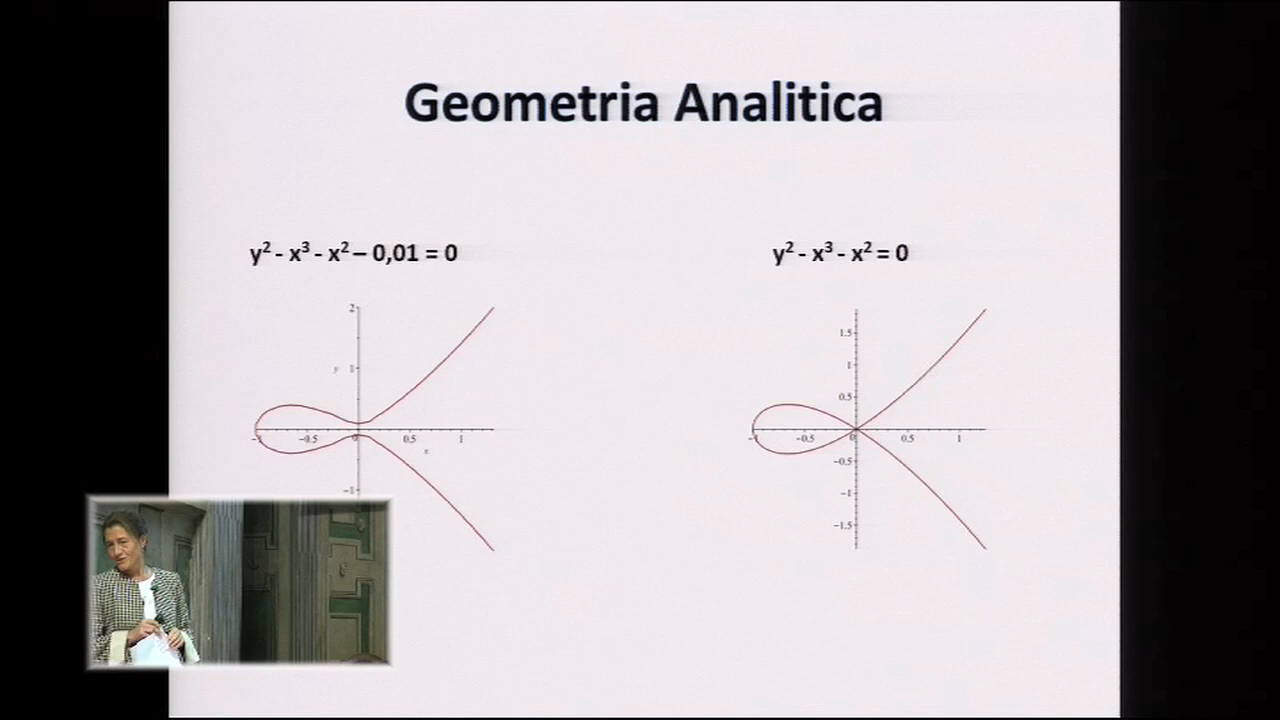 Geometria Analitica
y² - x³ - x² – 0,01 = 0
y² - x³ - x² = 0
2
y 1
-1 -0.5 0 0.5 1
x
-1
1.5
1
0.5
-1 -0.5 0 0.5 1
-0.5
-1
-1.5